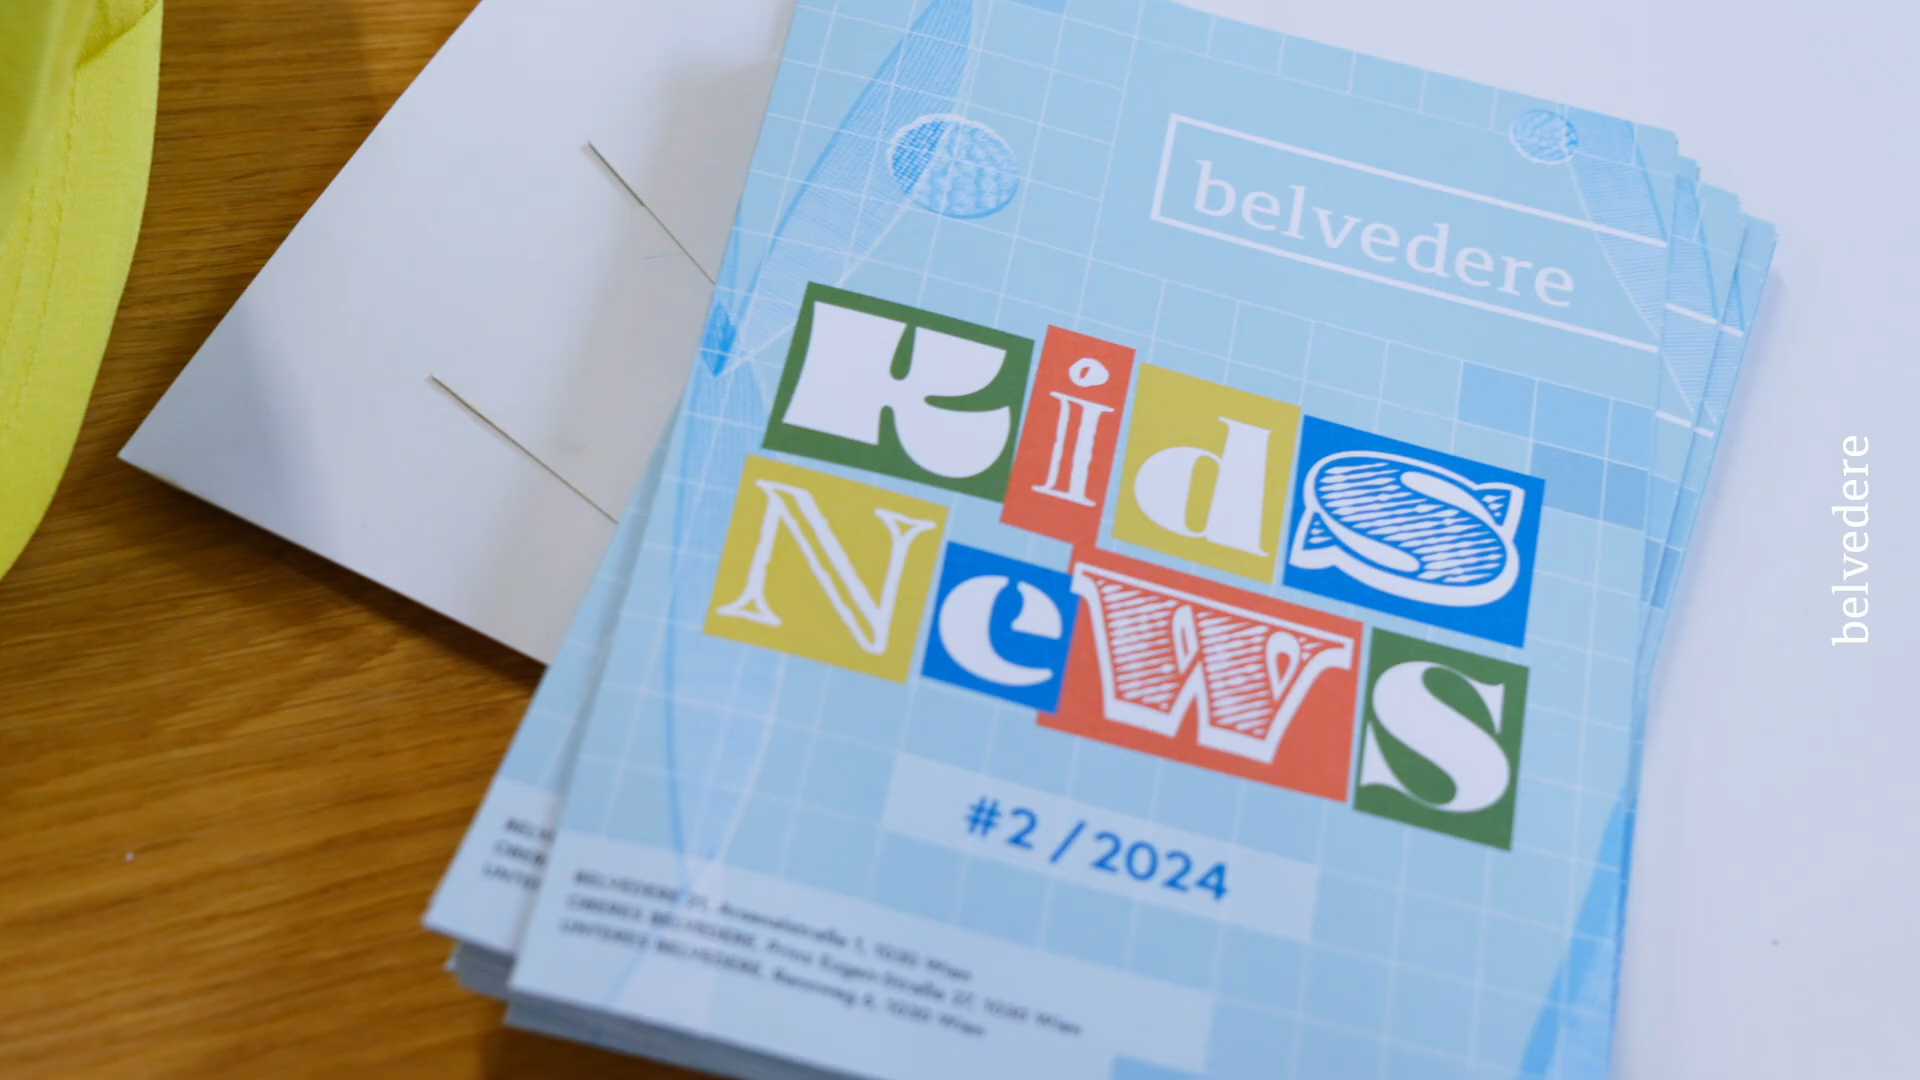 belvedere
Kids
News
#2 / 2024
BELVEDERE 21, Arsenalstraße 1, 1030 Wien
OBERES BELVEDERE, Prinz Eugen-Straße 27, 1030 Wien
UNTERES BELVEDERE, Rennweg 6, 1030 Wien
belvedere